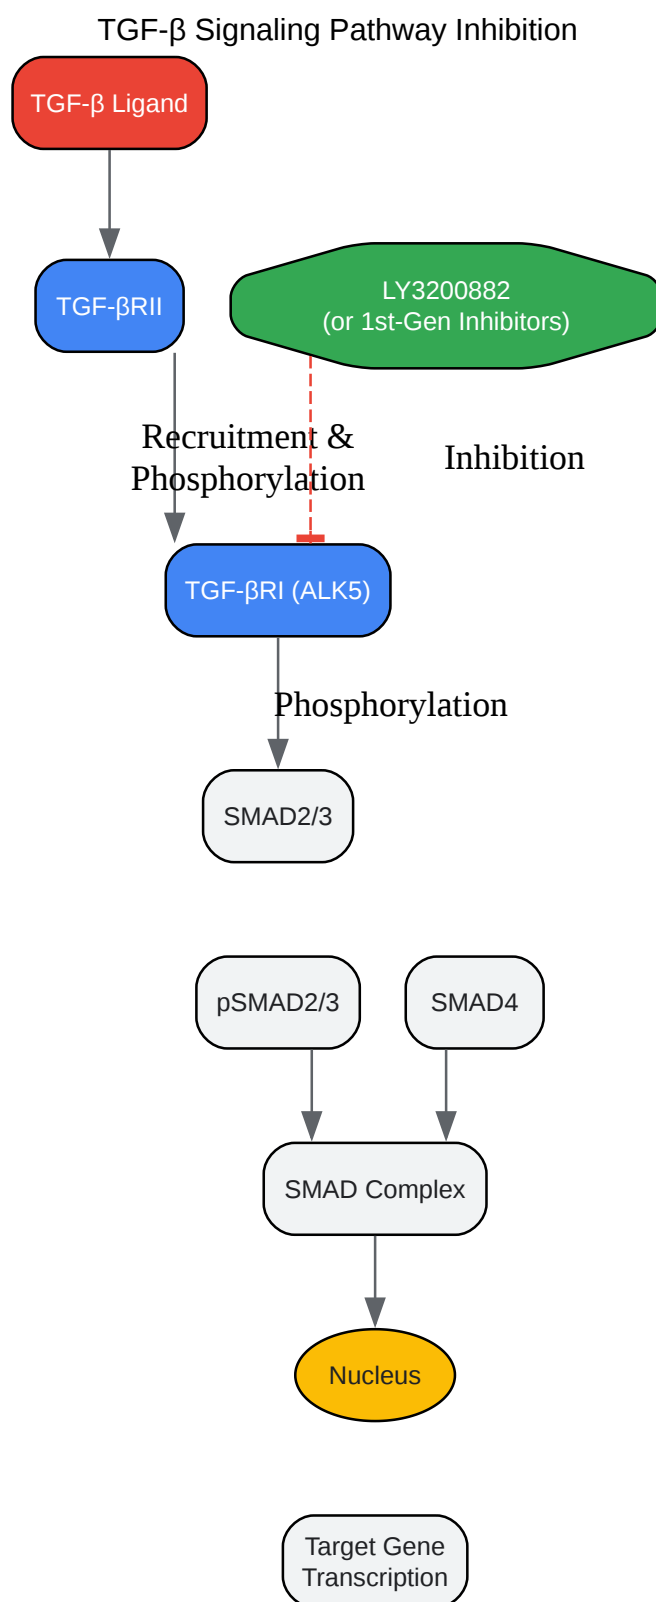 TGF-β Signaling Pathway Inhibition
TGF-β Ligand
TGF-βRII
LY3200882
(or 1st-Gen Inhibitors)
Recruitment &
Phosphorylation
Inhibition
TGF-βRI (ALK5)
Phosphorylation
SMAD2/3
pSMAD2/3
SMAD4
SMAD Complex
Nucleus
Target Gene
Transcription